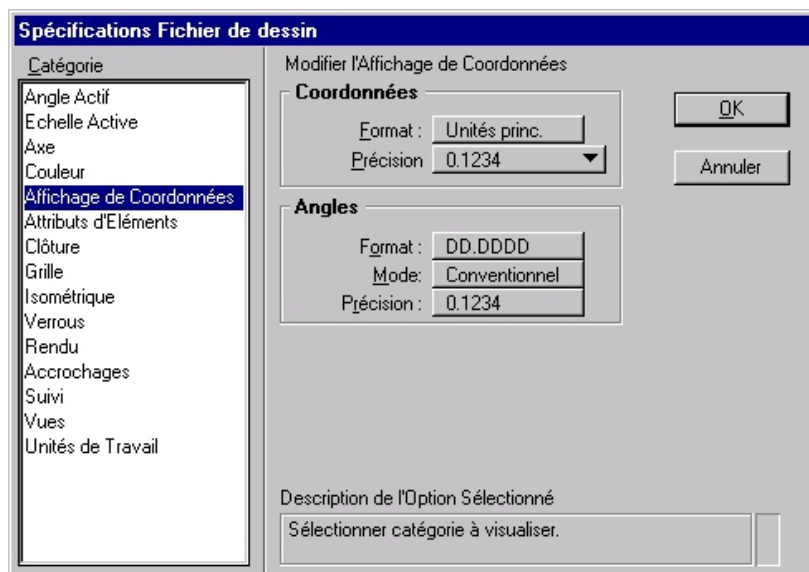 Spécifications Fichier de dessin
Catégorie
Angle Actif
Echelle Active
Axe
Couleur
Affichage de Coordonnées
Attributs d'Eléments
Clôture
Grille
Isométrique
Verrous
Rendu
Accrochages
Suivi
Vues
Unités de Travail
Modifier l'Affichage de Coordonnées
Coordonnées
Format : Unités princ.
Précision 0.1234
Angles
Format : DD.DDDD
Mode: Conventionnel
Précision : 0.1234
OK
Annuler
Description de l'Option Sélectionné
Sélectionner catégorie à visualiser.